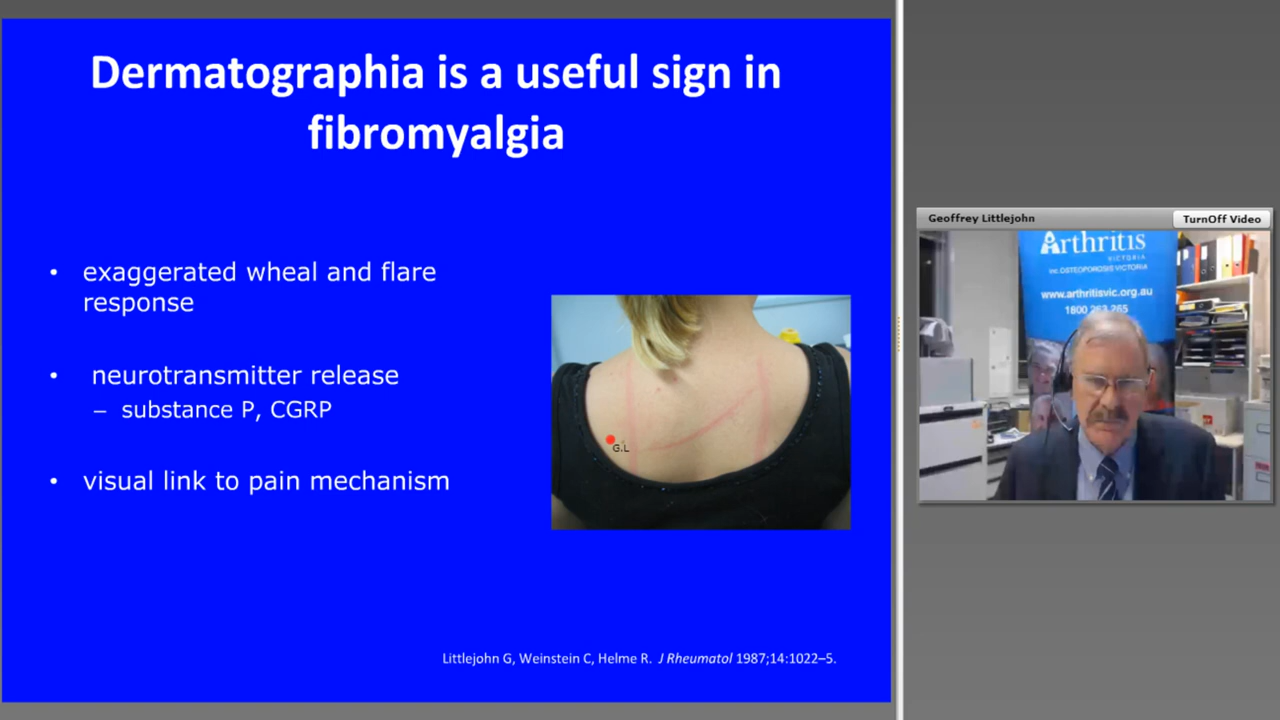 Dermatographia is a useful sign in
fibromyalgia
• exaggerated wheal and flare
response
• neurotransmitter release
– substance P, CGRP
• visual link to pain mechanism
G.L
Littlejohn G, Weinstein C, Helme R. J Rheumatol 1987;14:1022–5.
Geoffrey Littlejohn
TurnOff Video
Arthritis
VICTORIA
inc. OSTEOPOROSIS VICTORIA
www.arthritisvic.org.au
1800 263 265